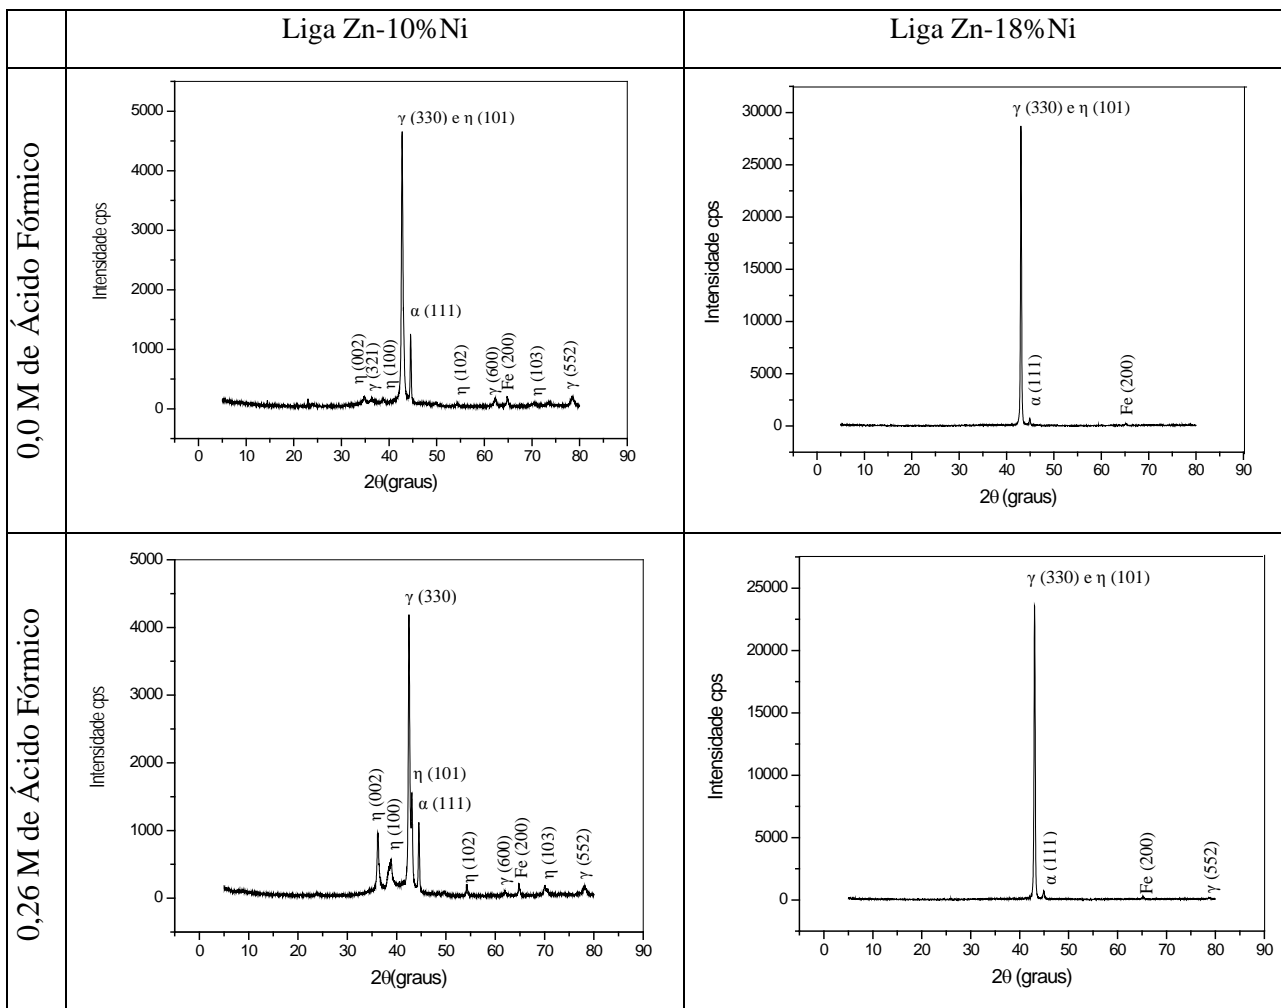 Liga Zn-10%Ni
Liga Zn-18%Ni
0,0 M de Ácido Fórmico
5000
4000
3000
2000
1000
0
Intensidade cps
γ (330) e η (101)
α (111)
η (002)
γ (321)
η (100)
η (102)
γ (600)
Fe (200)
η (103)
γ (552)
0 10 20 30 40 50 60 70 80 90
2θ(graus)
30000
25000
20000
15000
10000
5000
0
Intensidade cps
γ (330) e η (101)
α (111)
Fe (200)
0 10 20 30 40 50 60 70 80 90
2θ (graus)
0,26 M de Ácido Fórmico
5000
4000
3000
2000
1000
0
Intensidade cps
γ (330)
η (101)
α (111)
η (002)
η (100)
η (102)
γ (600)
Fe (200)
η (103)
γ (552)
0 10 20 30 40 50 60 70 80 90
2θ(graus)
25000
20000
15000
10000
5000
0
Intensidade cps
γ (330) e η (101)
α (111)
Fe (200)
γ (552)
0 10 20 30 40 50 60 70 80 90
2θ (graus)